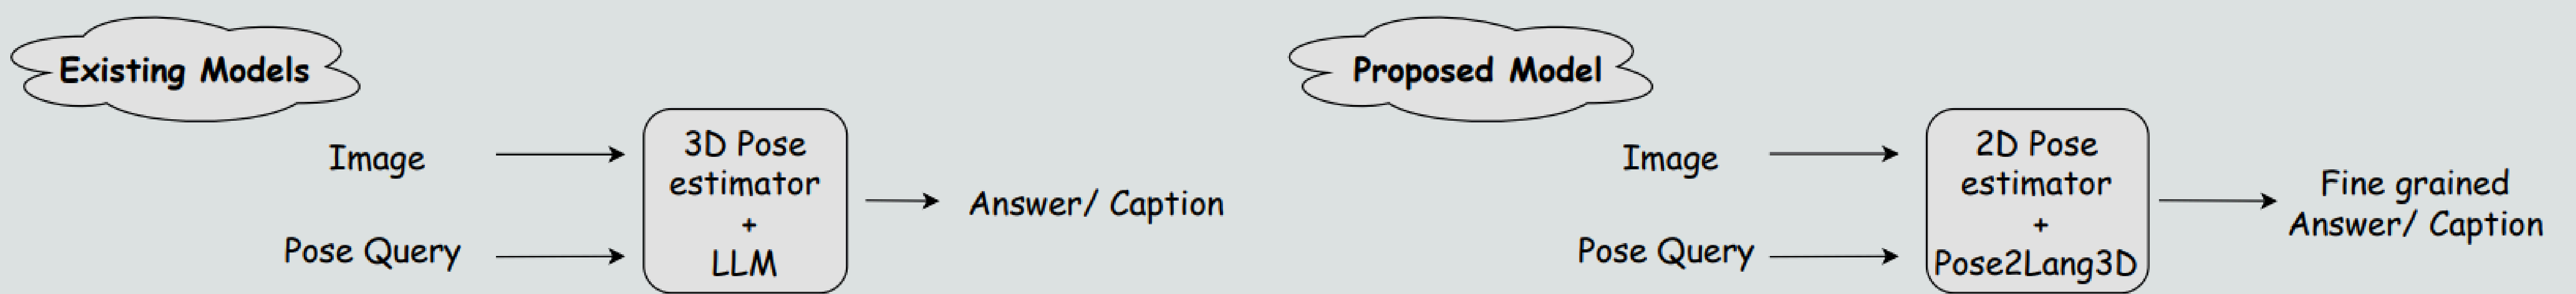 Existing Models
Image
Pose Query
3D Pose
estimator
+
LLM
Answer/ Caption
Proposed Model
Image
Pose Query
2D Pose
estimator
+
Pose2Lang3D
Fine grained
Answer/ Caption